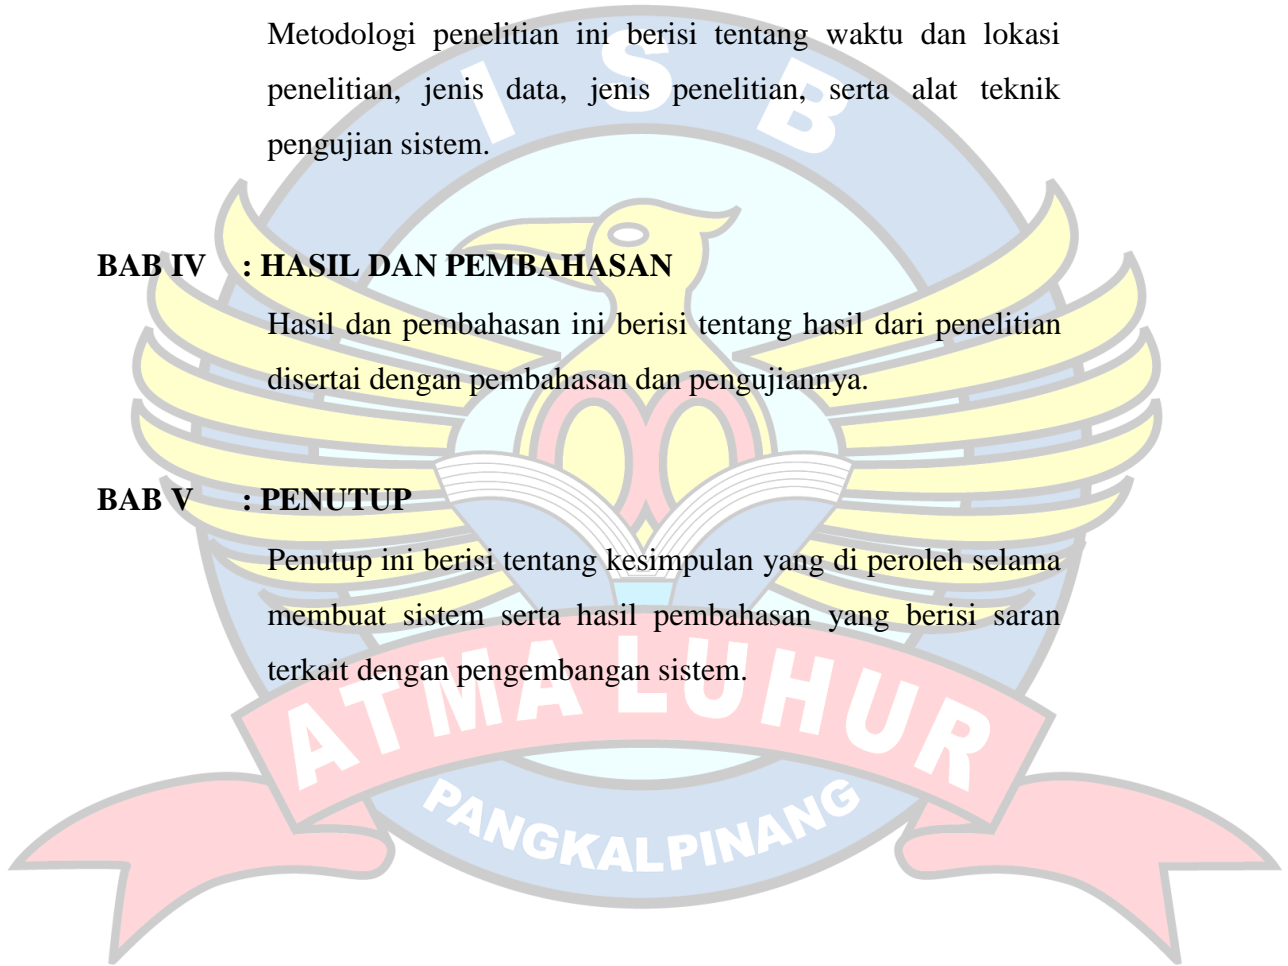 Metodologi penelitian ini berisi tentang waktu dan lokasi
penelitian, jenis data, jenis penelitian, serta alat teknik
pengujian sistem.
BAB IV : HASIL DAN PEMBAHASAN
Hasil dan pembahasan ini berisi tentang hasil dari penelitian
disertai dengan pembahasan dan pengujiannya.
BAB V : PENUTUP
Penutup ini berisi tentang kesimpulan yang di peroleh selama
membuat sistem serta hasil pembahasan yang berisi saran
terkait dengan pengembangan sistem.
I S B
ATMA LUHUR
PANGKALPINANG